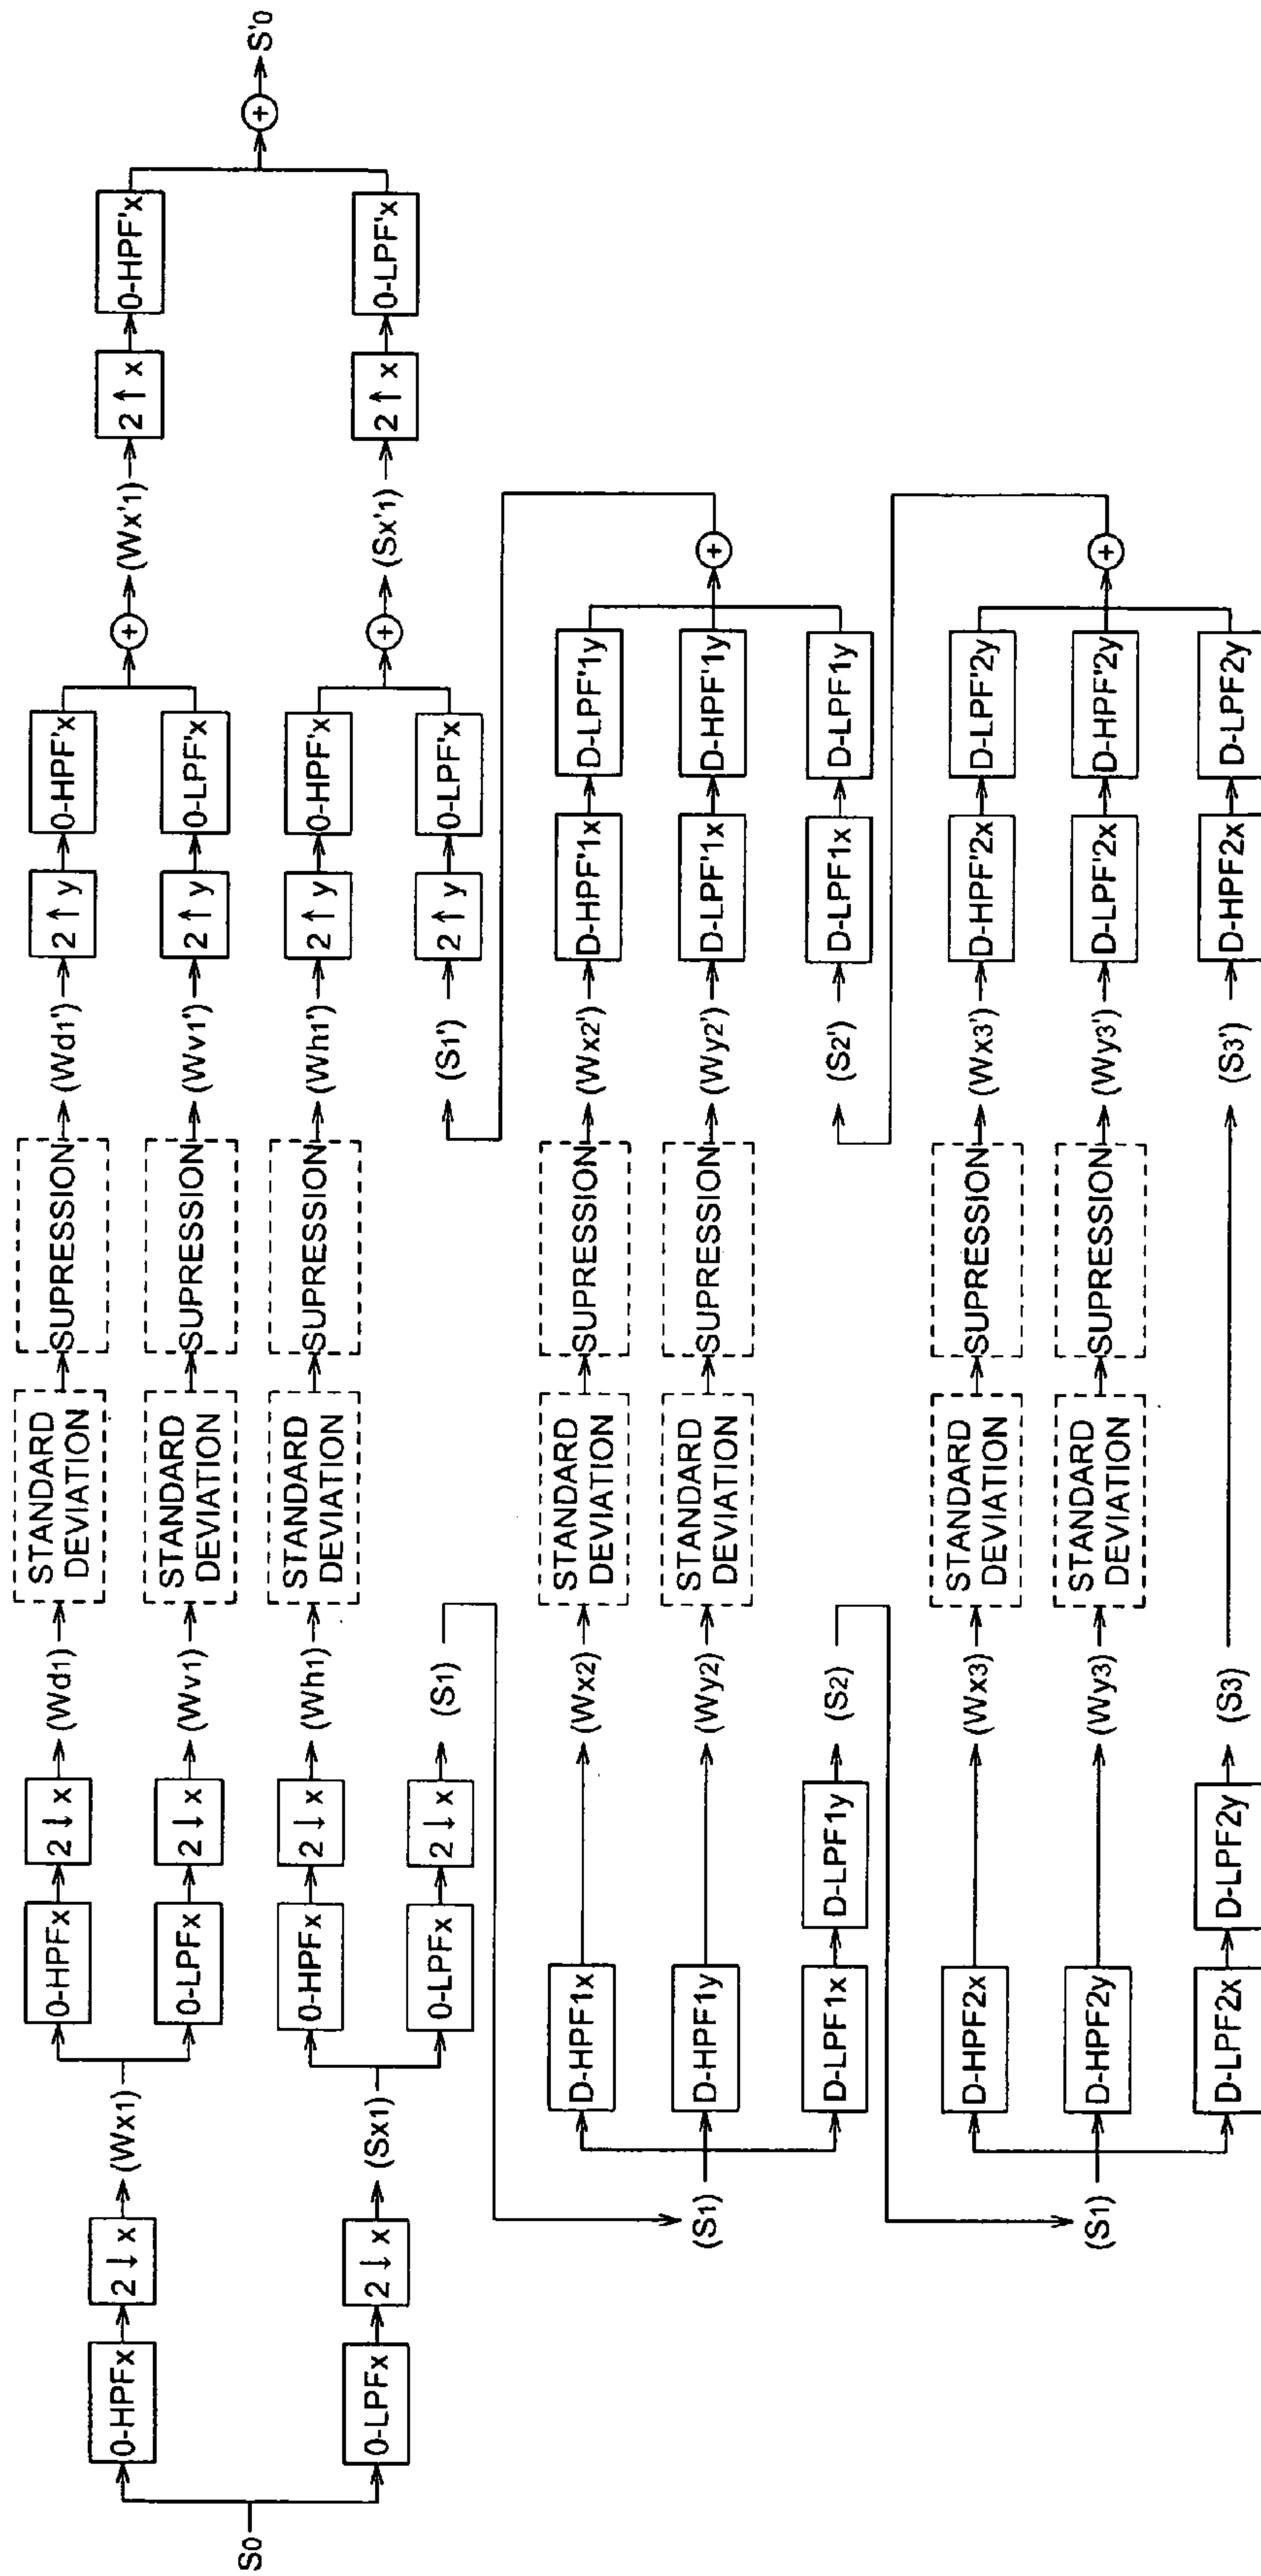 S0
0-HPFx
2↓x
(Wx1)
0-HPFx
2↓x
(Wd1)
STANDARD
DEVIATION
SUPRESSION
(Wd1')
2↑y
0-HPF'x
+
(Wx'1)
2↑x
0-HPF'x
+
S'0
0-LPFx
2↓x
(Wv1)
STANDARD
DEVIATION
SUPRESSION
(Wv1')
2↑y
0-LPF'x
0-LPFx
2↓x
(Sx1)
0-HPFx
2↓x
(Wh1)
STANDARD
DEVIATION
SUPRESSION
(Wh1')
2↑y
0-HPF'x
+
(Sx'1)
2↑x
0-LPF'x
0-LPFx
2↓x
(S1)
(S1')
2↑y
0-LPF'x
(S1)
D-HPF1x
(Wx2)
STANDARD
DEVIATION
SUPRESSION
(Wx2')
D-HPF'1x
D-LPF'1y
+
D-HPF1y
(Wy2)
STANDARD
DEVIATION
SUPRESSION
(Wy2')
D-LPF'1x
D-HPF'1y
D-LPF1x
D-LPF1y
(S2)
(S2')
D-LPF1x
D-LPF1y
(S1)
D-HPF2x
(Wx3)
STANDARD
DEVIATION
SUPRESSION
(Wx3')
D-HPF'2x
D-LPF'2y
+
D-HPF2y
(Wy3)
STANDARD
DEVIATION
SUPRESSION
(Wy3')
D-LPF'2x
D-HPF'2y
D-LPF2x
D-LPF2y
(S3)
(S3')
D-HPF2x
D-LPF2y